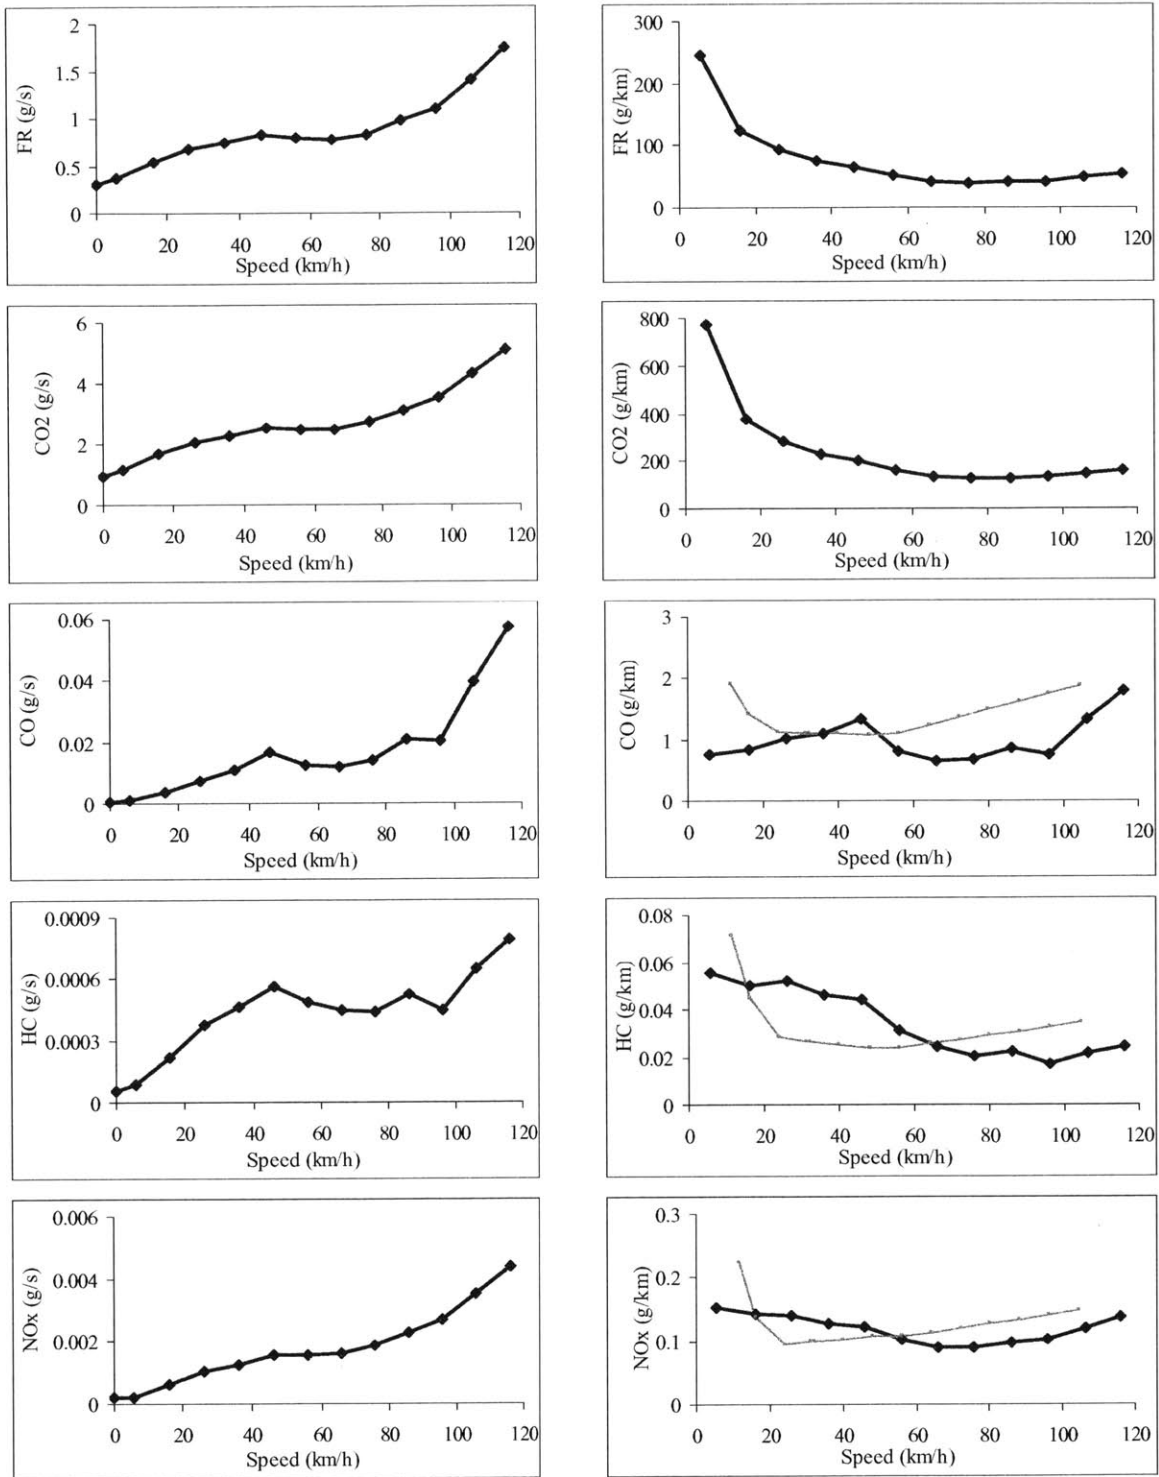 2
1.5
1
0.5
0
FR (g/s)
0 20 40 60 80 100 120
Speed (km/h)
300
200
100
0
FR (g/km)
0 20 40 60 80 100 120
Speed (km/h)
6
4
2
0
CO2 (g/s)
0 20 40 60 80 100 120
Speed (km/h)
800
600
400
200
0
CO2 (g/km)
0 20 40 60 80 100 120
Speed (km/h)
0.06
0.04
0.02
0
CO (g/s)
0 20 40 60 80 100 120
Speed (km/h)
3
2
1
0
CO (g/km)
0 20 40 60 80 100 120
Speed (km/h)
0.0009
0.0006
0.0003
0
HC (g/s)
0 20 40 60 80 100 120
Speed (km/h)
0.08
0.06
0.04
0.02
0
HC (g/km)
0 20 40 60 80 100 120
Speed (km/h)
0.006
0.004
0.002
0
NOx (g/s)
0 20 40 60 80 100 120
Speed (km/h)
0.3
0.2
0.1
0
NOx (g/km)
0 20 40 60 80 100 120
Speed (km/h)